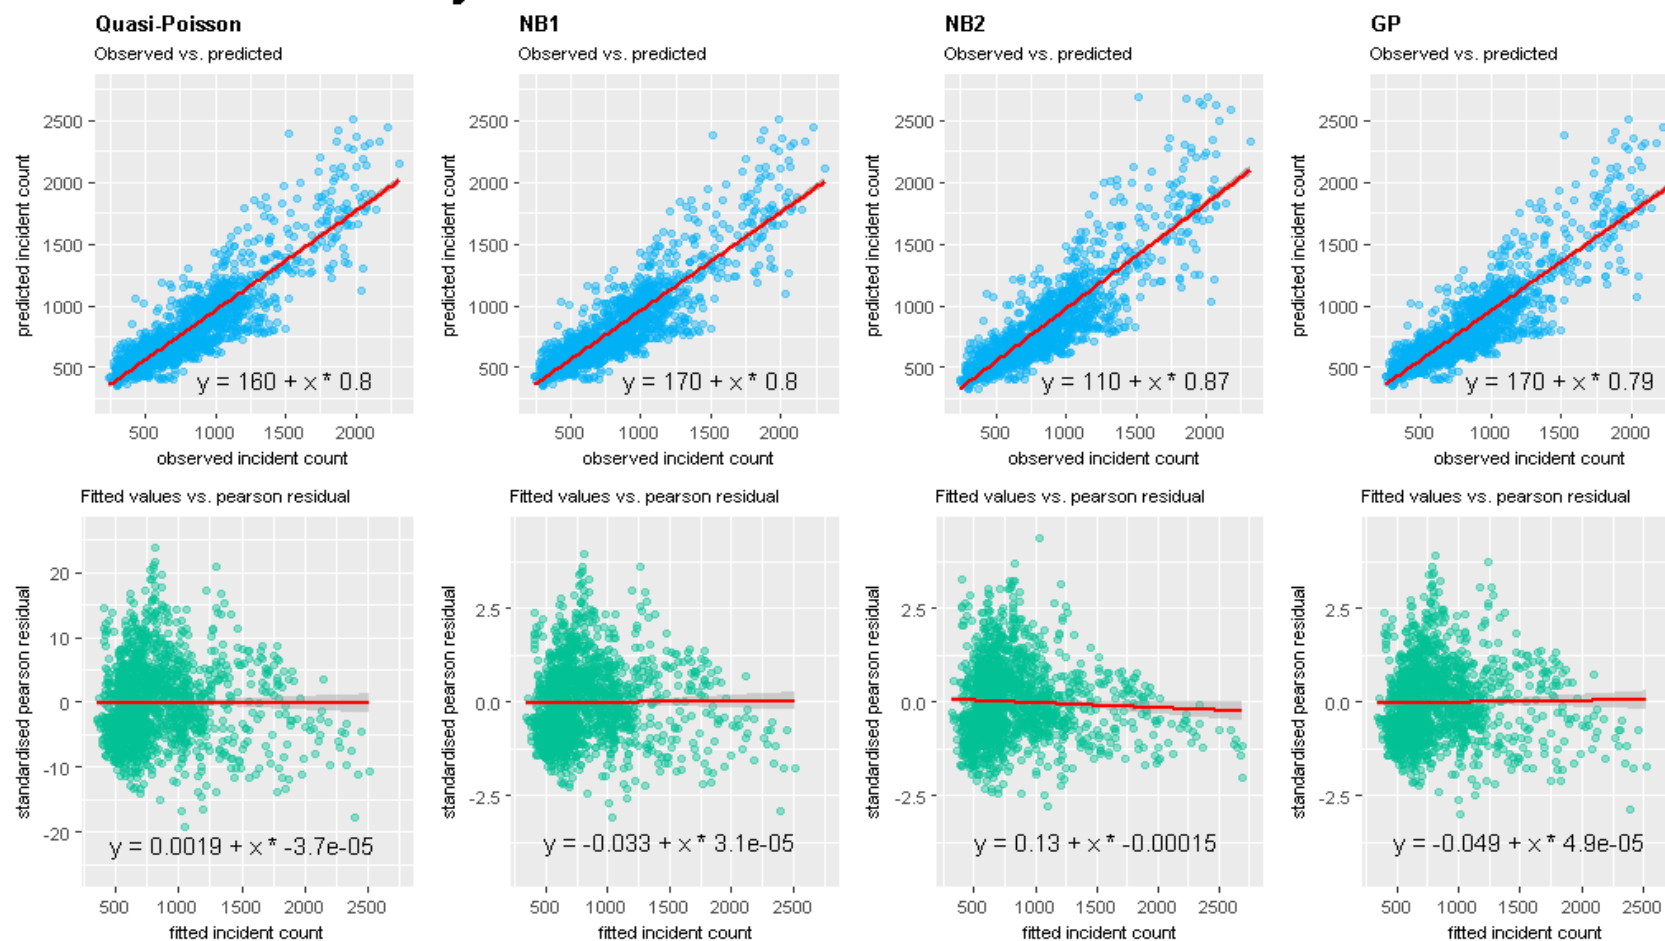 Quasi-Poisson
Observed vs. predicted
predicted incident count
2500
2000
1500
1000
500
y = 160 + x * 0.8
500 1000 1500 2000
observed incident count
NB1
Observed vs. predicted
predicted incident count
2500
2000
1500
1000
500
y = 170 + x * 0.8
500 1000 1500 2000
observed incident count
NB2
Observed vs. predicted
predicted incident count
2500
2000
1500
1000
500
y = 110 + x * 0.87
500 1000 1500 2000
observed incident count
GP
Observed vs. predicted
predicted incident count
2500
2000
1500
1000
500
y = 170 + x * 0.79
500 1000 1500 2000
observed incident count
Fitted values vs. pearson residual
standardised pearson residual
20
10
0
-10
-20
y = 0.0019 + x * -3.7e-05
500 1000 1500 2000 2500
fitted incident count
Fitted values vs. pearson residual
standardised pearson residual
2.5
0.0
-2.5
y = -0.033 + x * 3.1e-05
500 1000 1500 2000 2500
fitted incident count
Fitted values vs. pearson residual
standardised pearson residual
2.5
0.0
-2.5
y = 0.13 + x * -0.00015
500 1000 1500 2000 2500
fitted incident count
Fitted values vs. pearson residual
standardised pearson residual
2.5
0.0
-2.5
y = -0.049 + x * 4.9e-05
500 1000 1500 2000 2500
fitted incident count